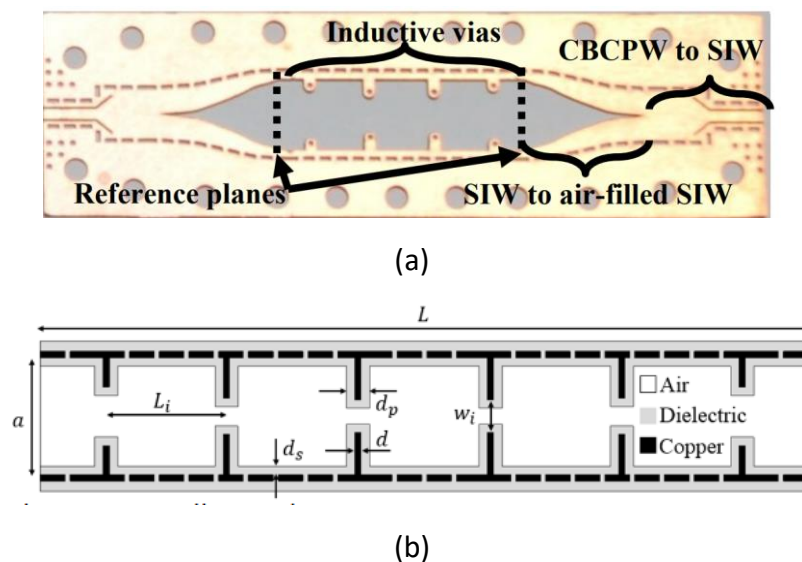 Inductive vias
CBCPW to SIW
Reference planes
SIW to air-filled SIW
(a)
L
a
L_i
d_p
w_i
d_s
d
Air
Dielectric
Copper
(b)